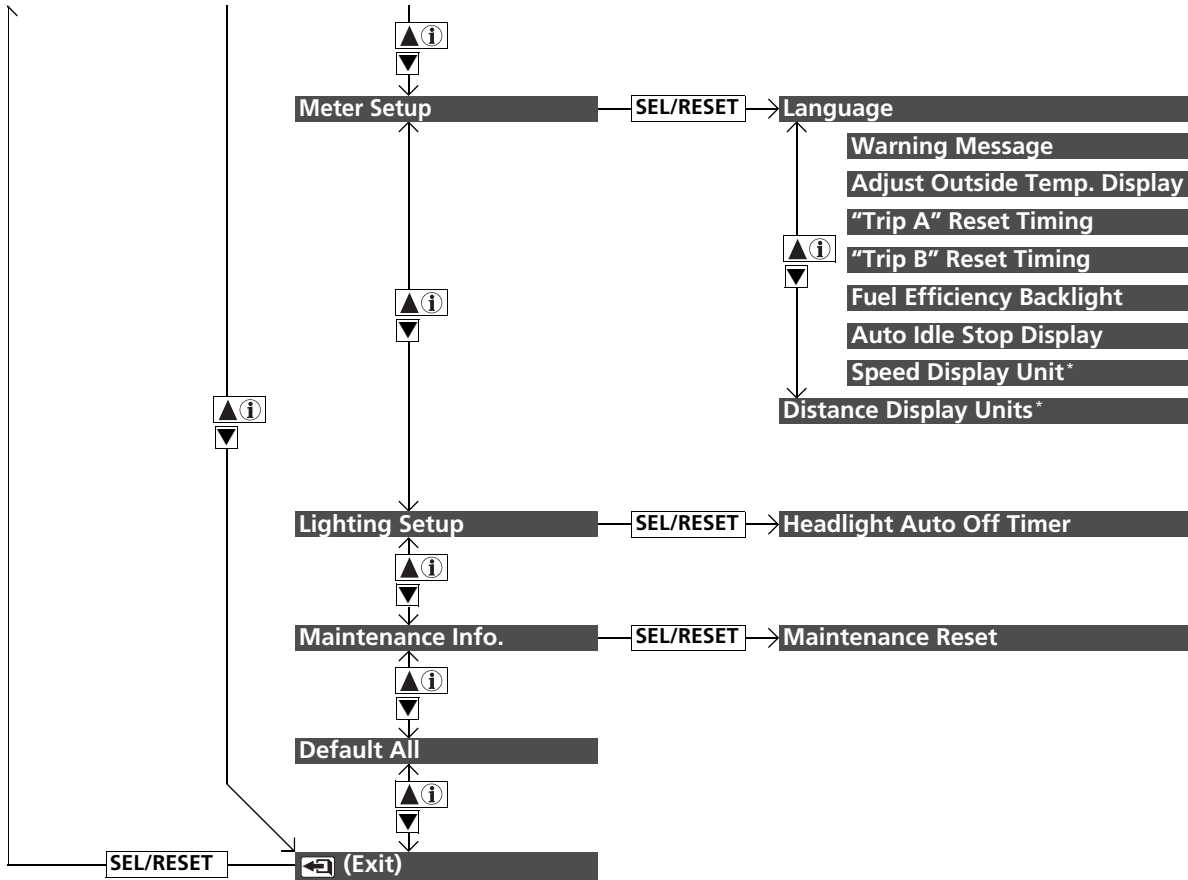 Meter Setup
SEL/RESET
Language
Warning Message
Adjust Outside Temp. Display
“Trip A” Reset Timing
“Trip B” Reset Timing
Fuel Efficiency Backlight
Auto Idle Stop Display
Speed Display Unit*
Distance Display Units*
Lighting Setup
SEL/RESET
Headlight Auto Off Timer
Maintenance Info.
SEL/RESET
Maintenance Reset
Default All
SEL/RESET
(Exit)